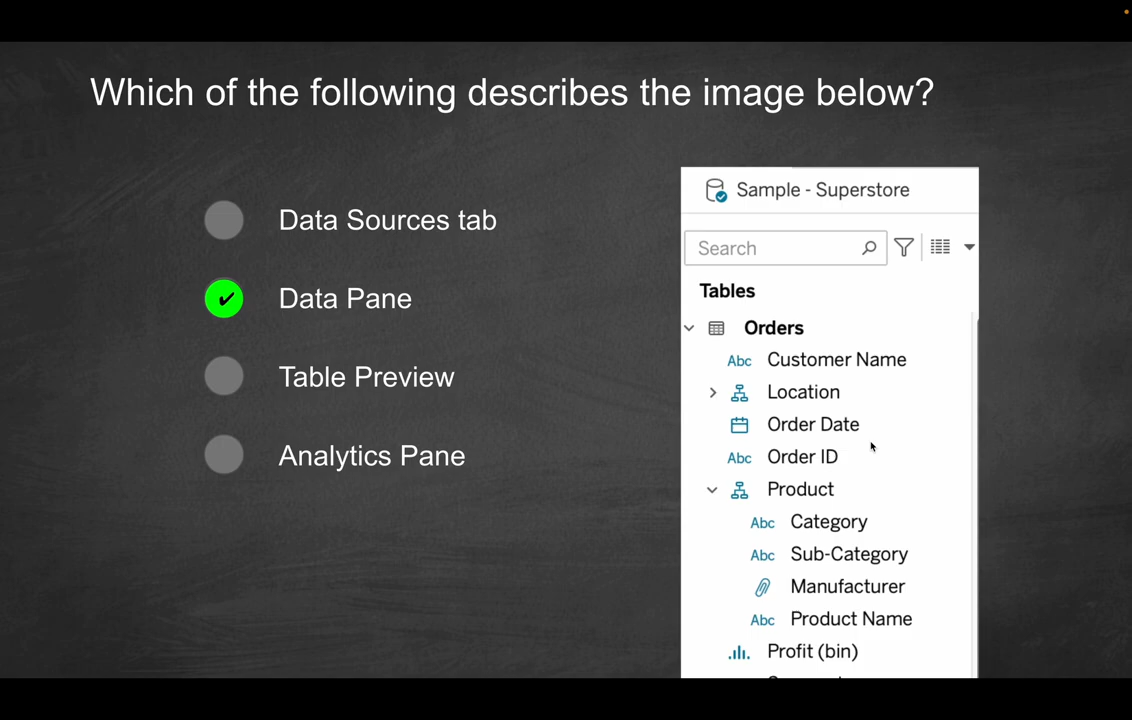 Which of the following describes the image below?
Data Sources tab
Data Pane
Table Preview
Analytics Pane
Sample - Superstore
Search
Tables
Orders
Abc Customer Name
Location
Order Date
Abc Order ID
Product
Abc Category
Abc Sub-Category
Manufacturer
Abc Product Name
Profit (bin)